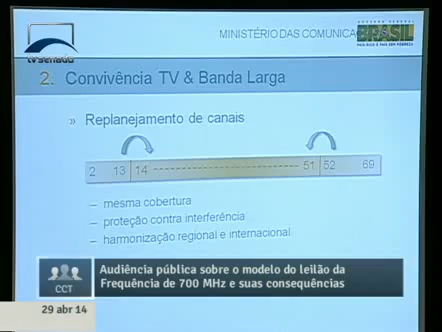 MINISTÉRIO DAS COMUNICA
BRASIL
tv senado
2. Convivência TV & Banda Larga
» Replanejamento de canais
2 13 14 51 52 69
– mesma cobertura
– proteção contra interferência
– harmonização regional e internacional
Audiência pública sobre o modelo do leilão da
Frequência de 700 MHz e suas consequências
CCT
29 abr 14